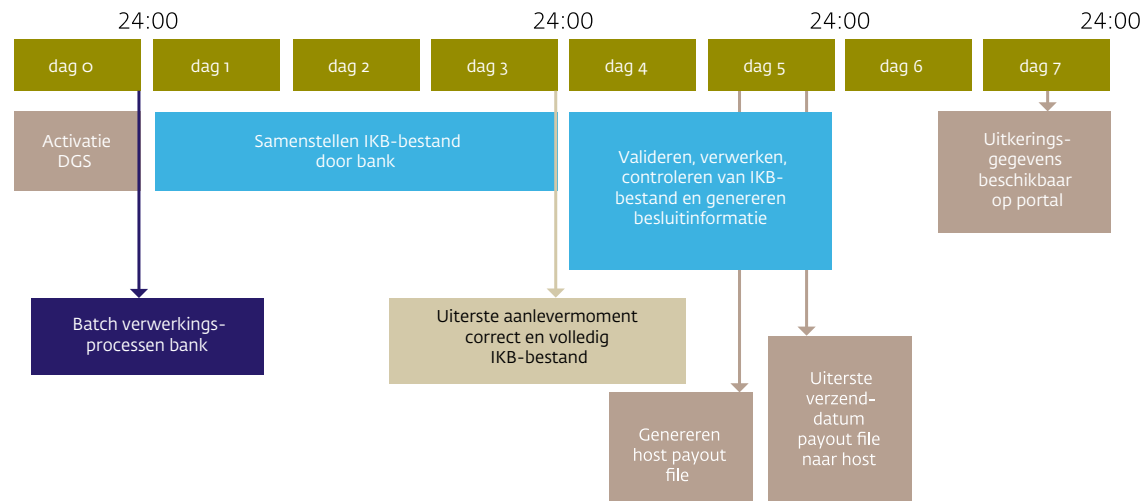 24:00 24:00 24:00 24:00
dag 0 dag 1 dag 2 dag 3 dag 4 dag 5 dag 6 dag 7
Activatie
DGS
Samenstellen IKB-bestand
door bank
Valideren, verwerken,
controleren van IKB-
bestand en genereren
besluitinformatie
Uitkerings-
gegevens
beschikbaar
op portal
Batch verwerkings-
processen bank
Uiterste aanlevermoment
correct en volledig
IKB-bestand
Genereren
host payout
file
Uiterste
verzend-
datum
payout file
naar host